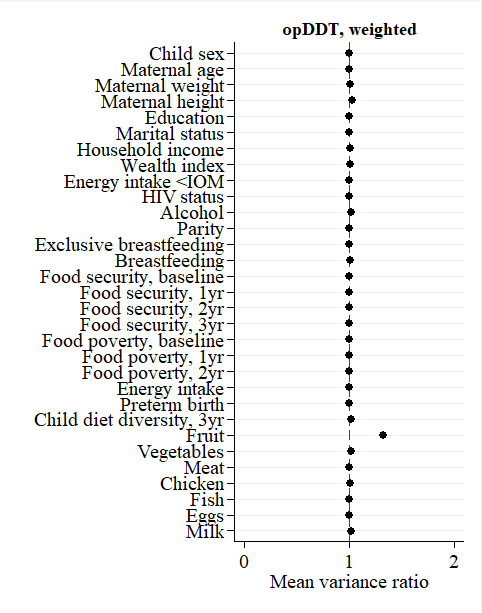 opDDT, weighted
Child sex
Maternal age
Maternal weight
Maternal height
Education
Marital status
Household income
Wealth index
Energy intake <IOM
HIV status
Alcohol
Parity
Exclusive breastfeeding
Breastfeeding
Food security, baseline
Food security, 1yr
Food security, 2yr
Food security, 3yr
Food poverty, baseline
Food poverty, 1yr
Food poverty, 2yr
Energy intake
Preterm birth
Child diet diversity, 3yr
Fruit
Vegetables
Meat
Chicken
Fish
Eggs
Milk
0 1 2
Mean variance ratio